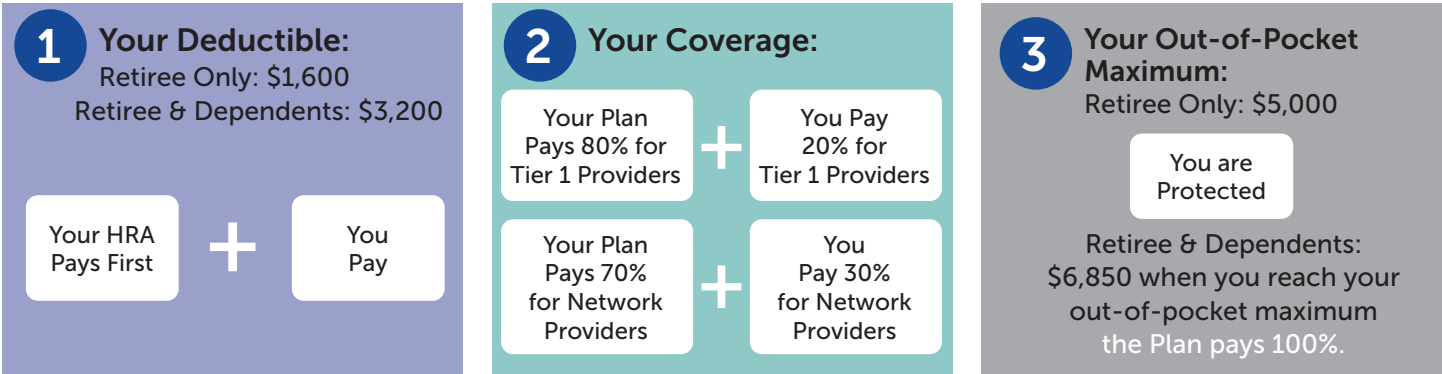 1
Your Deductible:
Retiree Only: $1,600
Retiree & Dependents: $3,200
Your HRA
Pays First
+
You
Pay
2
Your Coverage:
Your Plan
Pays 80% for
Tier 1 Providers
+
You Pay
20% for
Tier 1 Providers
Your Plan
Pays 70%
for Network
Providers
+
You
Pay 30%
for Network
Providers
3
Your Out-of-Pocket
Maximum:
Retiree Only: $5,000
You are
Protected
Retiree & Dependents:
$6,850 when you reach your
out-of-pocket maximum
the Plan pays 100%.